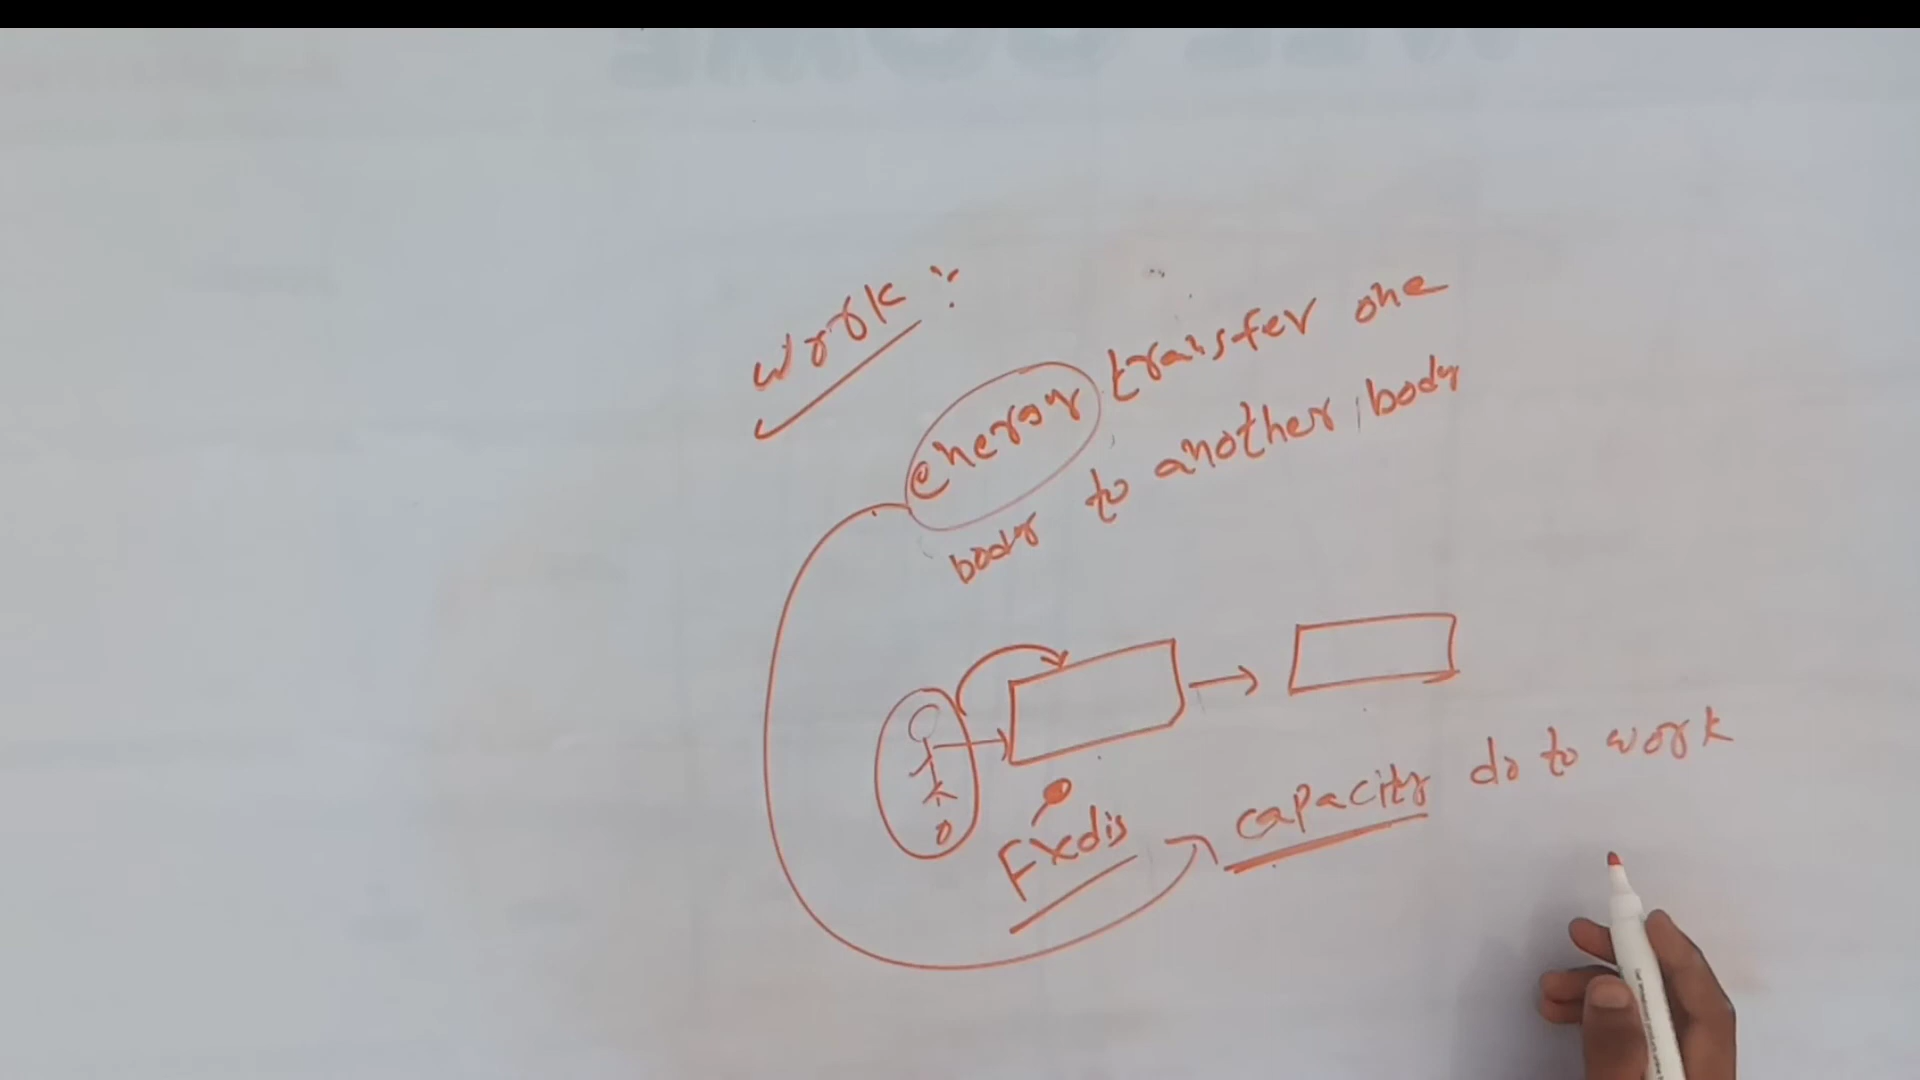 work :
energy transfer one
body to another body
Fxdis
capacity do to work